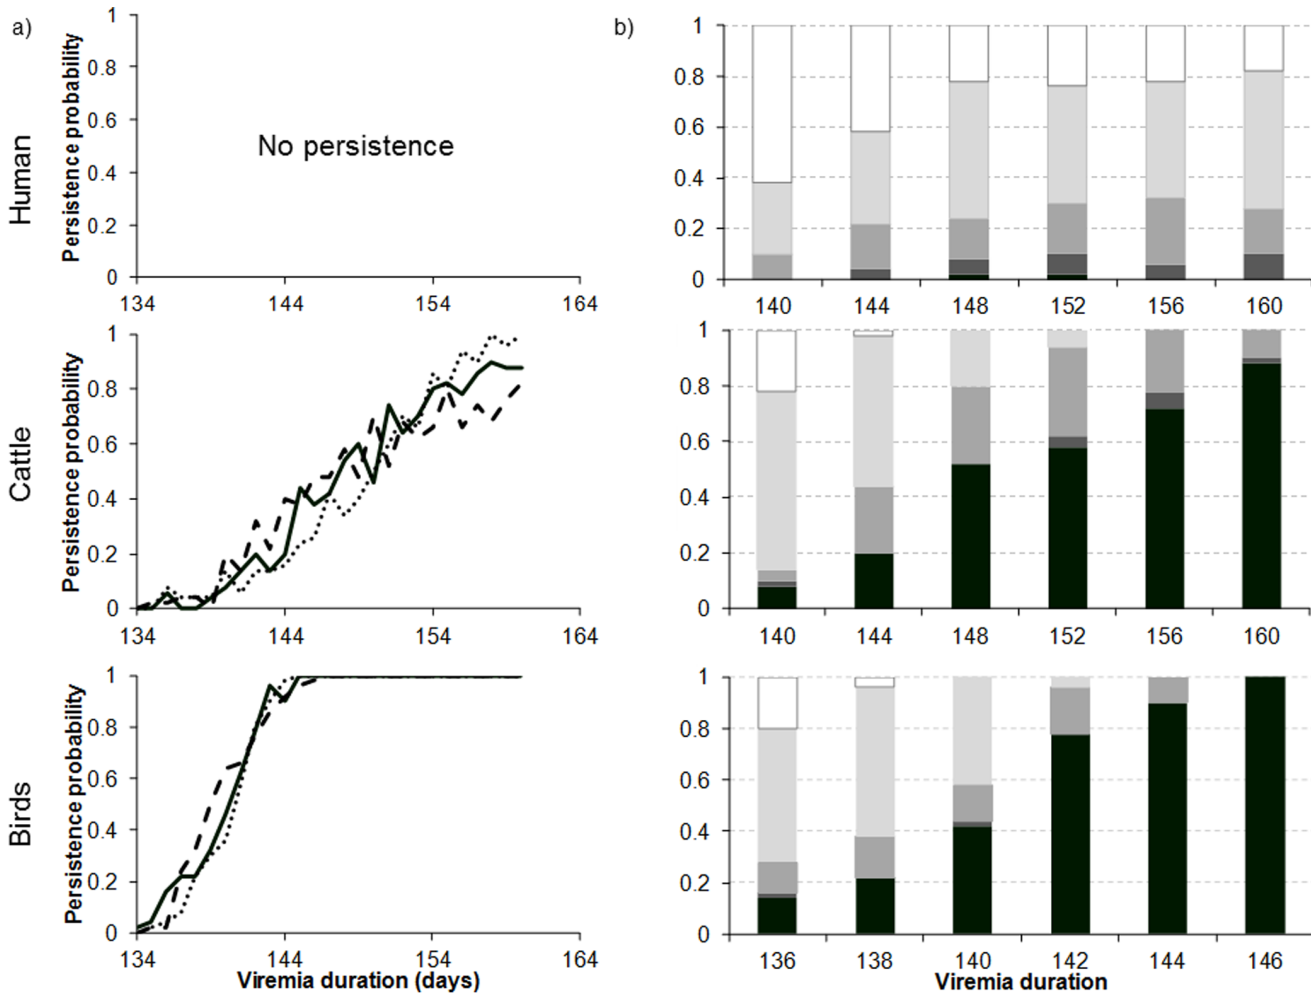 a)
Human
Persistence probability
1
0.8
0.6
0.4
0.2
0
No persistence
134 144 154 164
b)
1
0.8
0.6
0.4
0.2
0
140 144 148 152 156 160
Cattle
Persistence probability
1
0.8
0.6
0.4
0.2
0
134 144 154 164
1
0.8
0.6
0.4
0.2
0
140 144 148 152 156 160
Birds
Persistence probability
1
0.8
0.6
0.4
0.2
0
134 144 154 164
Viremia duration (days)
1
0.8
0.6
0.4
0.2
0
136 138 140 142 144 146
Viremia duration